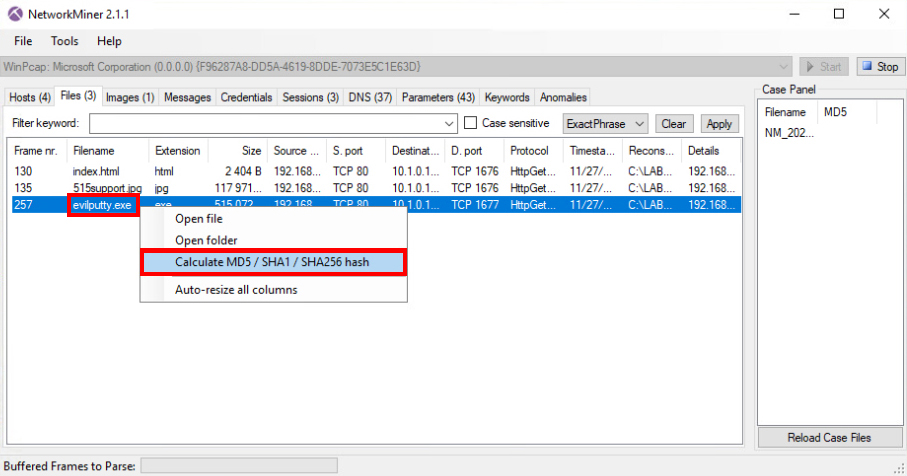 NetworkMiner 2.1.1
File Tools Help
WinPcap: Microsoft Corporation (0.0.0.0) {F96287A8-DD5A-4619-8DDE-7073E5C1E63D}
Start Stop
Hosts (4) Files (3) Images (1) Messages Credentials Sessions (3) DNS (37) Parameters (43) Keywords Anomalies
Case Panel
Filter keyword: Case sensitive ExactPhrase Clear Apply
Filename MD5
NM_202...
Frame nr. Filename Extension Size Source ... S. port Destinat... D. port Protocol Timesta... Recons... Details
130 index.html html 2 404 B 192.168... TCP 80 10.1.0.1... TCP 1676 HttpGet... 11/27/... C:\LAB... 192.168...
135 515support.jpg jpg 117 971... 192.168... TCP 80 10.1.0.1... TCP 1676 HttpGet... 11/27/... C:\LAB... 192.168...
257 evilputty.exe exe 515 072 192.168 TCP 80 10.1.0.1... TCP 1677 HttpGet... 11/27/... C:\LAB... 192.168...
Open file
Open folder
Calculate MD5 / SHA1 / SHA256 hash
Auto-resize all columns
Reload Case Files
Buffered Frames to Parse: